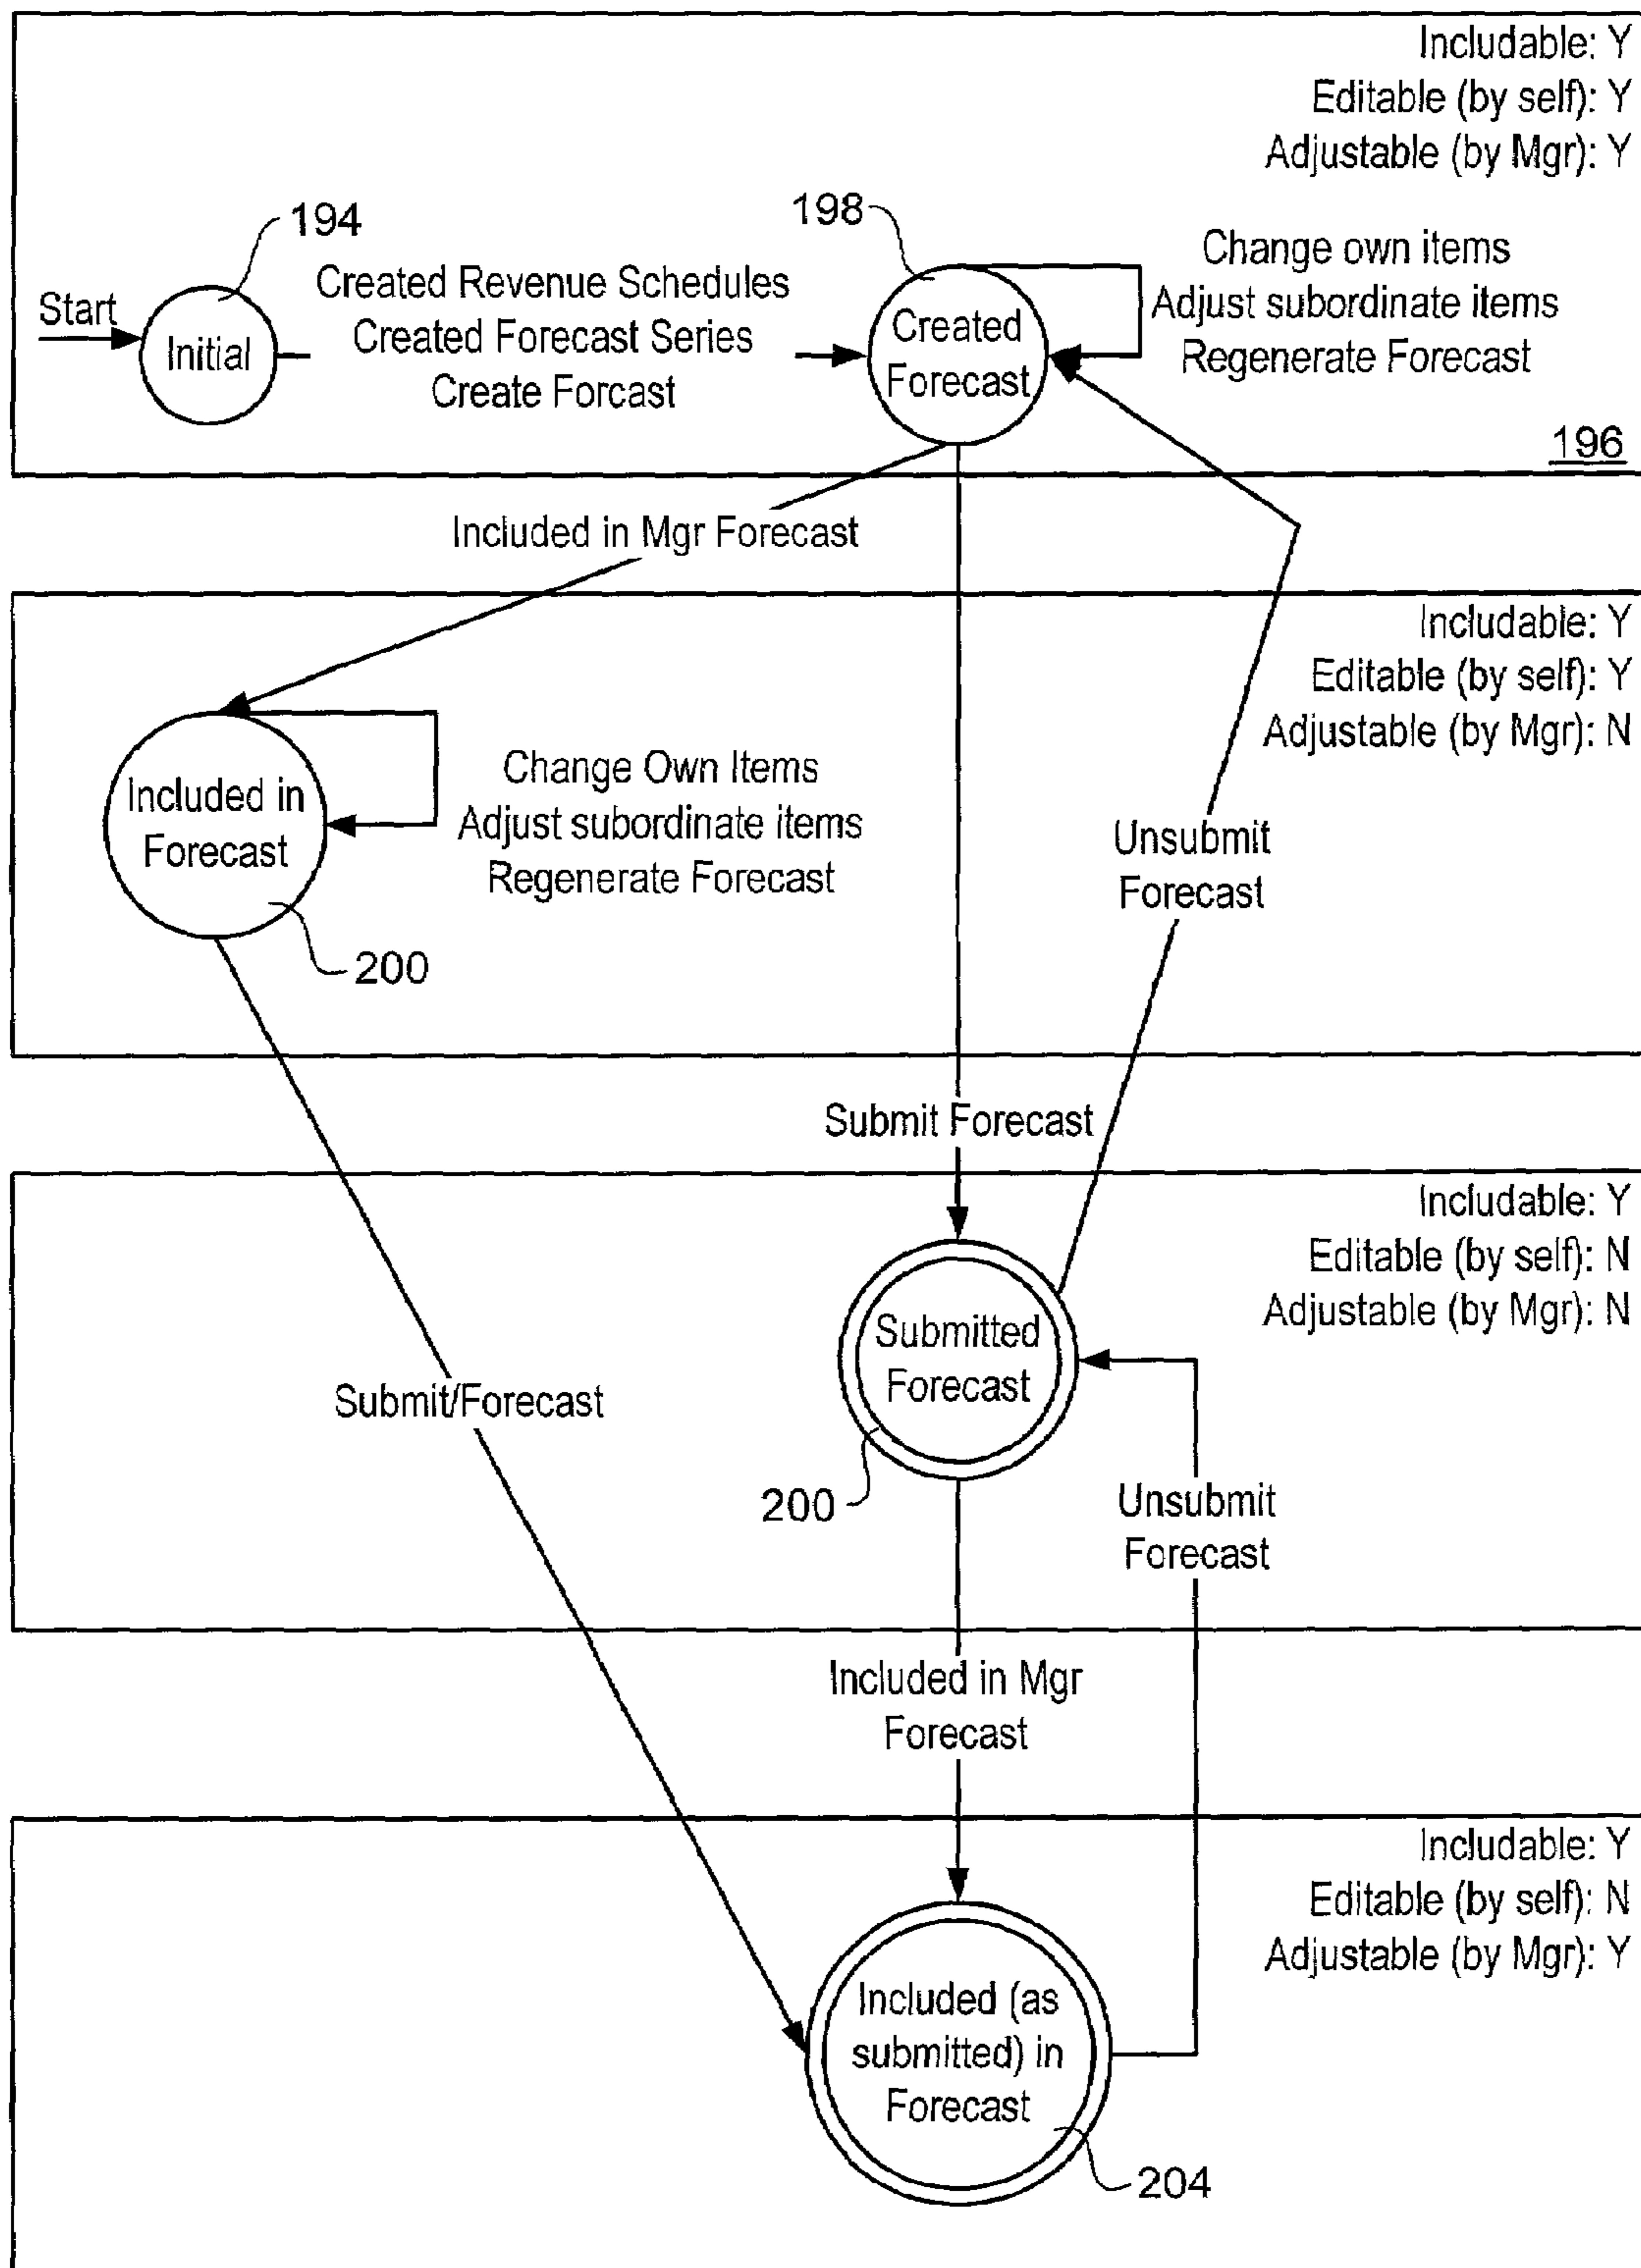 Includable: Y
Editable (by self): Y
Adjustable (by Mgr): Y
194
198
Start
Initial
Created Revenue Schedules
Created Forecast Series
Create Forcast
Created
Forecast
Change own items
Adjust subordinate items
Regenerate Forecast
196
Included in Mgr Forecast
Includable: Y
Editable (by self): Y
Adjustable (by Mgr): N
Included in
Forecast
Change Own Items
Adjust subordinate items
Regenerate Forecast
200
Unsubmit
Forecast
Submit Forecast
Includable: Y
Editable (by self): N
Adjustable (by Mgr): N
Submitted
Forecast
200
Submit/Forecast
Unsubmit
Forecast
Included in Mgr
Forecast
Includable: Y
Editable (by self): N
Adjustable (by Mgr): Y
Included (as
submitted) in
Forecast
204